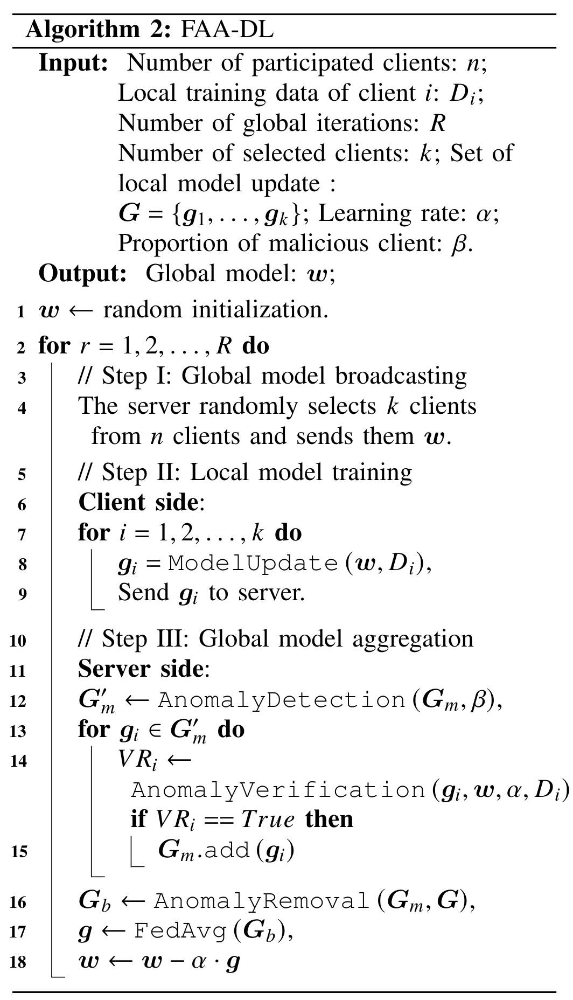 Algorithm 2: FAA-DL
Input: Number of participated clients: n;
Local training data of client i: D_i;
Number of global iterations: R
Number of selected clients: k; Set of
local model update :
G = {g_1, . . . , g_k}; Learning rate: α;
Proportion of malicious client: β.
Output: Global model: w;
1 w ← random initialization.
2 for r = 1, 2, . . . , R do
3 // Step I: Global model broadcasting
4 The server randomly selects k clients
from n clients and sends them w.
5 // Step II: Local model training
6 Client side:
7 for i = 1, 2, . . . , k do
8 g_i = ModelUpdate (w, D_i),
9 Send g_i to server.
10 // Step III: Global model aggregation
11 Server side:
12 G′_m ← AnomalyDetection (G_m, β),
13 for g_i ∈ G′_m do
14 VR_i ←
AnomalyVerification (g_i, w, α, D_i)
if VR_i == True then
15 G_m.add (g_i)
16 G_b ← AnomalyRemoval (G_m, G),
17 g ← FedAvg (G_b),
18 w ← w − α · g